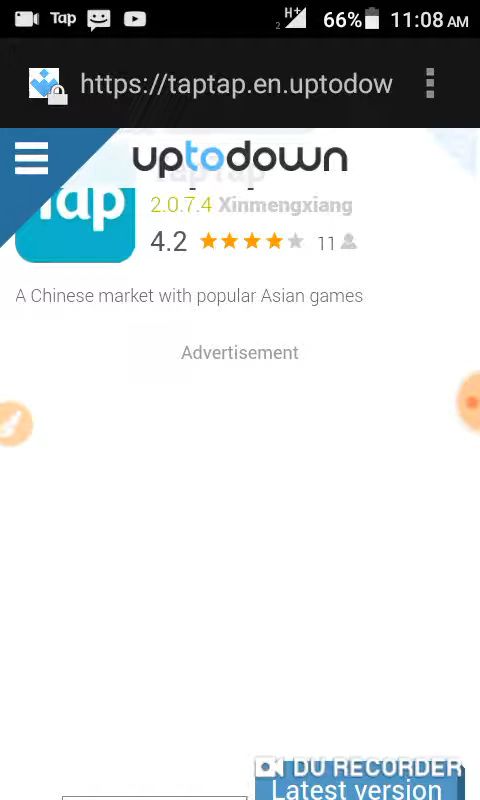 Tap H+ 2 66% 11:08 AM
https://taptap.en.uptodow
uptodown
Tap
2.0.7.4 Xinmengxiang
4.2 11
A Chinese market with popular Asian games
Advertisement
DU RECORDER
Latest version